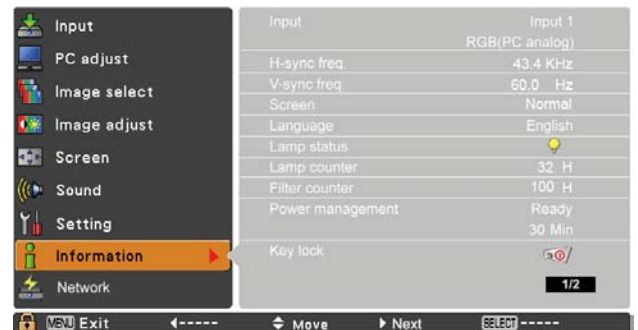 Input
PC adjust
Image select
Image adjust
Screen
Sound
Setting
Information
Network
Input Input 1
RGB(PC analog)
H-sync freq. 43.4 KHz
V-sync freq. 60.0 Hz
Screen Normal
Language English
Lamp status
Lamp counter 32 H
Filter counter 100 H
Power management Ready
30 Min
Key lock
1/2
MENU Exit ----- Move Next SELECT -----